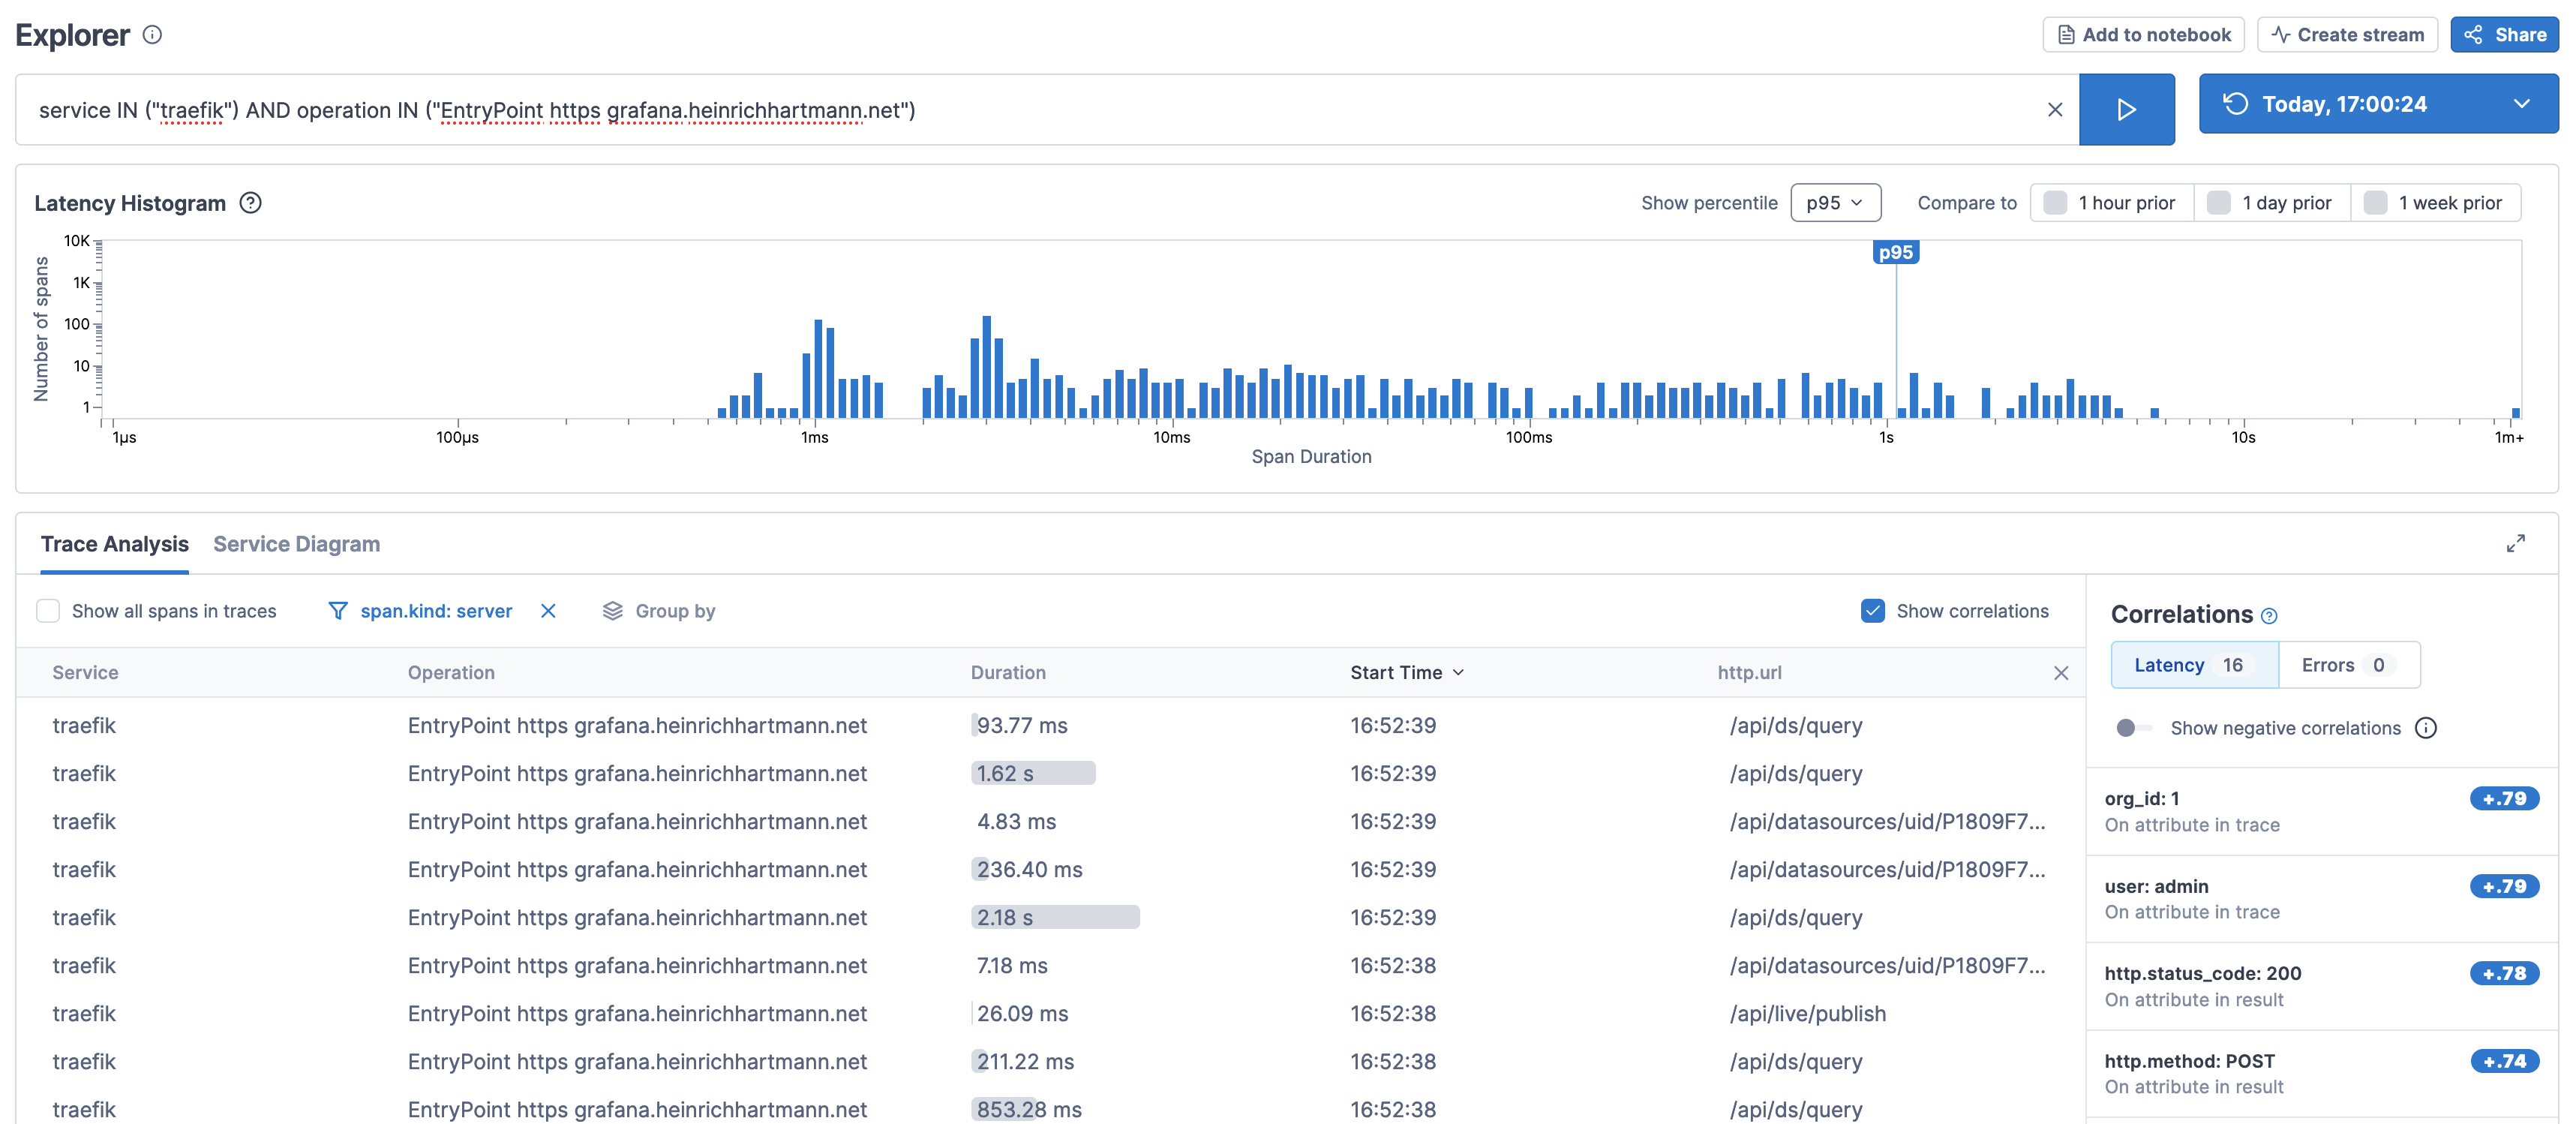 Explorer
Add to notebook
Create stream
Share
service IN ("traefik") AND operation IN ("EntryPoint https grafana.heinrichhartmann.net")
Today, 17:00:24
Latency Histogram
Show percentile
p95
Compare to
1 hour prior
1 day prior
1 week prior
Number of spans
10K
1K
100
10
1
p95
1µs
100µs
1ms
10ms
100ms
1s
10s
1m+
Span Duration
Trace Analysis
Service Diagram
Show all spans in traces
span.kind: server
Group by
Show correlations
Service Operation Duration Start Time http.url
traefik EntryPoint https grafana.heinrichhartmann.net 93.77 ms 16:52:39 /api/ds/query
traefik EntryPoint https grafana.heinrichhartmann.net 1.62 s 16:52:39 /api/ds/query
traefik EntryPoint https grafana.heinrichhartmann.net 4.83 ms 16:52:39 /api/datasources/uid/P1809F7...
traefik EntryPoint https grafana.heinrichhartmann.net 236.40 ms 16:52:39 /api/datasources/uid/P1809F7...
traefik EntryPoint https grafana.heinrichhartmann.net 2.18 s 16:52:39 /api/ds/query
traefik EntryPoint https grafana.heinrichhartmann.net 7.18 ms 16:52:38 /api/datasources/uid/P1809F7...
traefik EntryPoint https grafana.heinrichhartmann.net 26.09 ms 16:52:38 /api/live/publish
traefik EntryPoint https grafana.heinrichhartmann.net 211.22 ms 16:52:38 /api/ds/query
traefik EntryPoint https grafana.heinrichhartmann.net 853.28 ms 16:52:38 /api/ds/query
Correlations
Latency 16
Errors 0
Show negative correlations
org_id: 1 +.79
On attribute in trace
user: admin +.79
On attribute in trace
http.status_code: 200 +.78
On attribute in result
http.method: POST +.74
On attribute in result